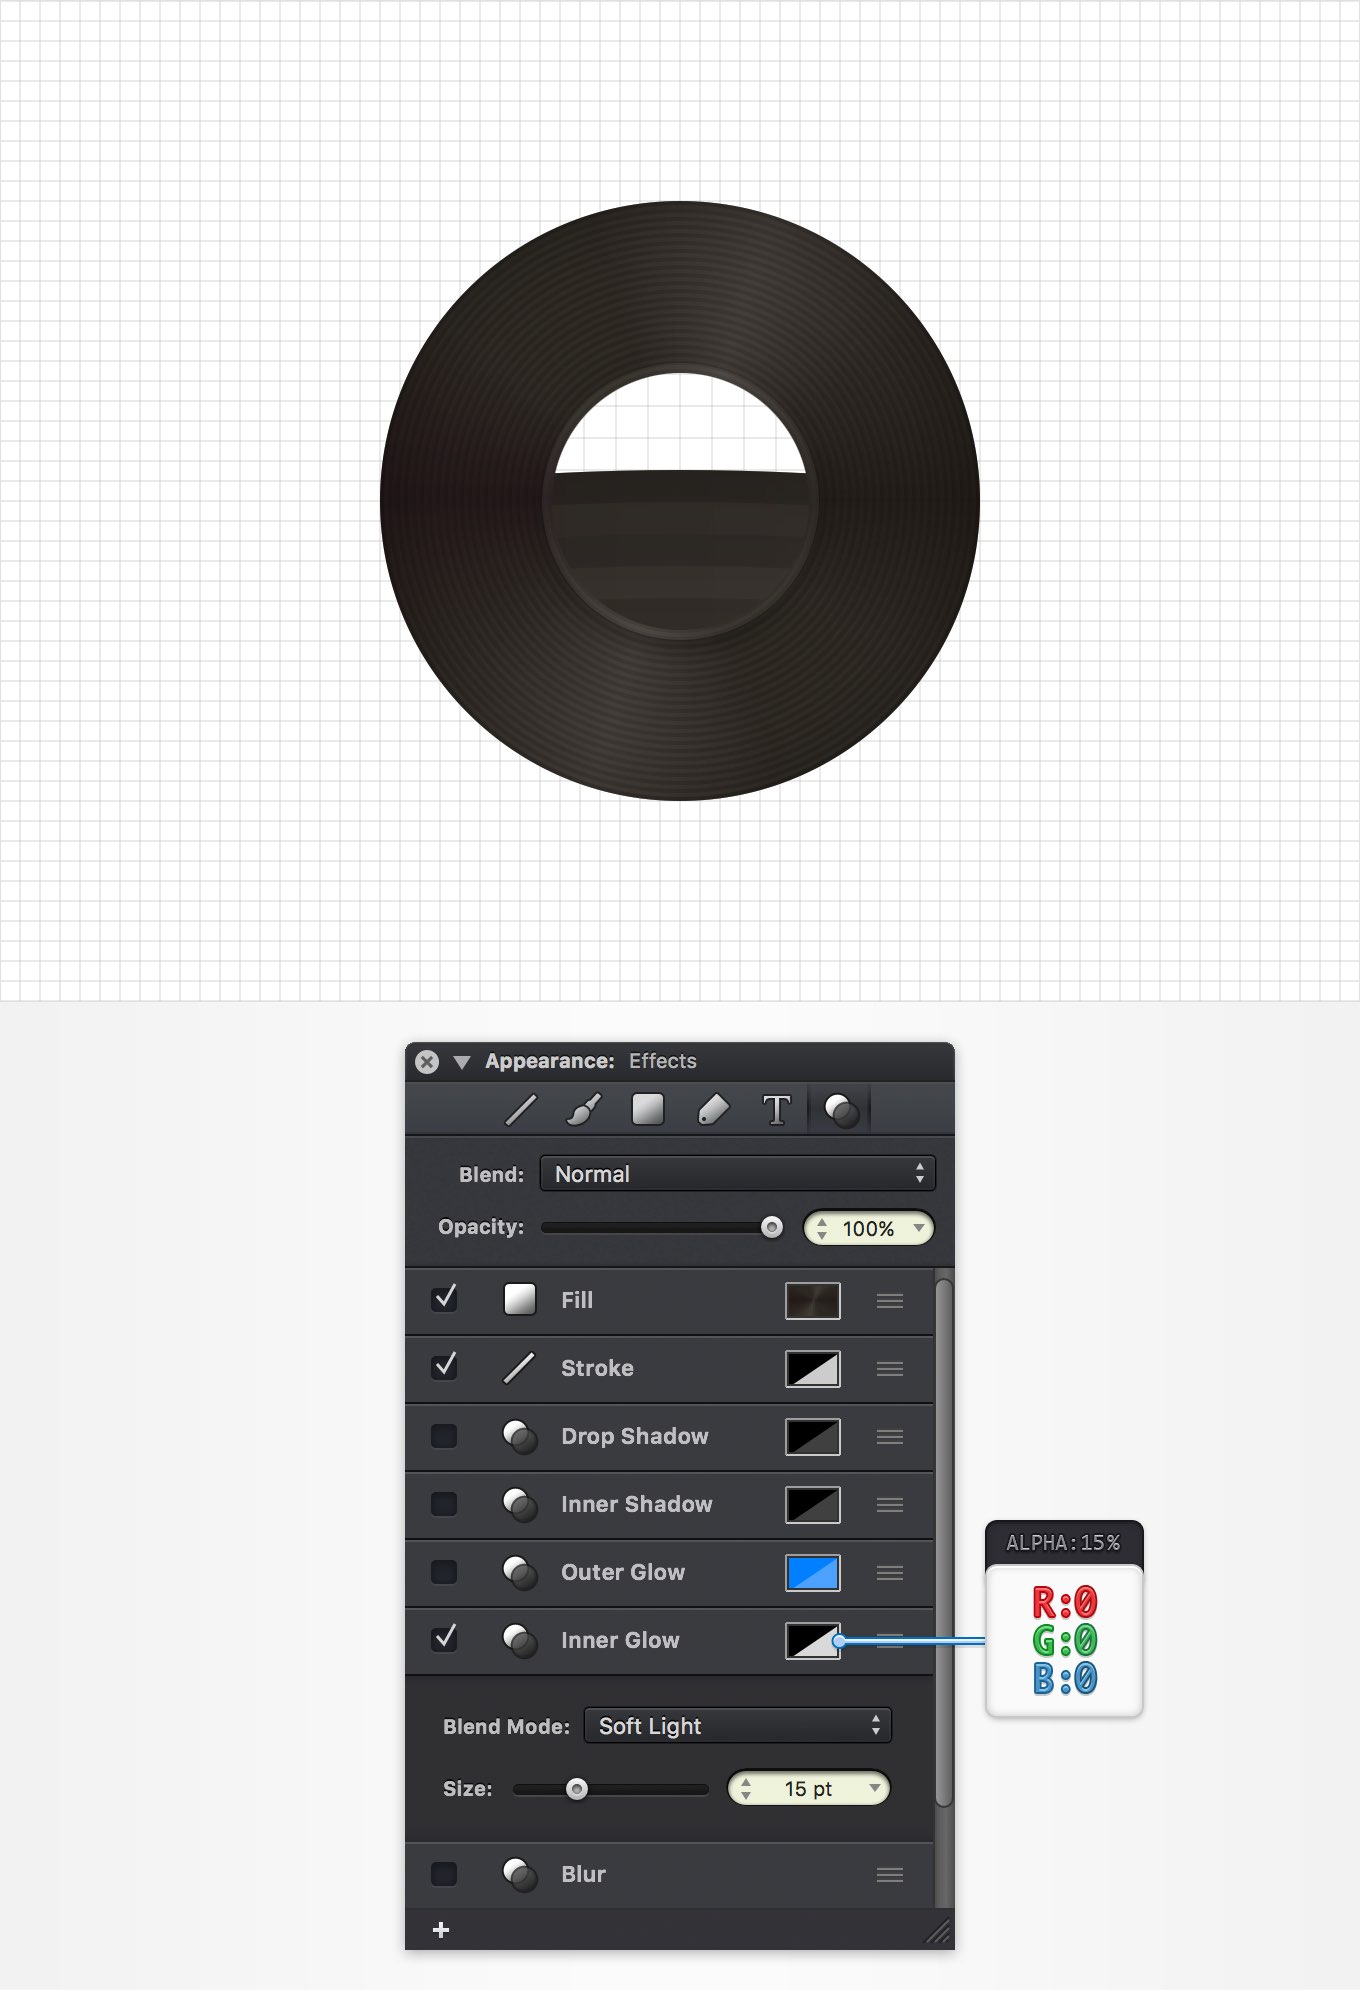 Appearance: Effects
T
Blend: Normal
Opacity: 100%
Fill
Stroke
Drop Shadow
Inner Shadow
Outer Glow
Inner Glow
ALPHA:15%
R:0
G:0
B:0
Blend Mode: Soft Light
Size: 15 pt
Blur
+